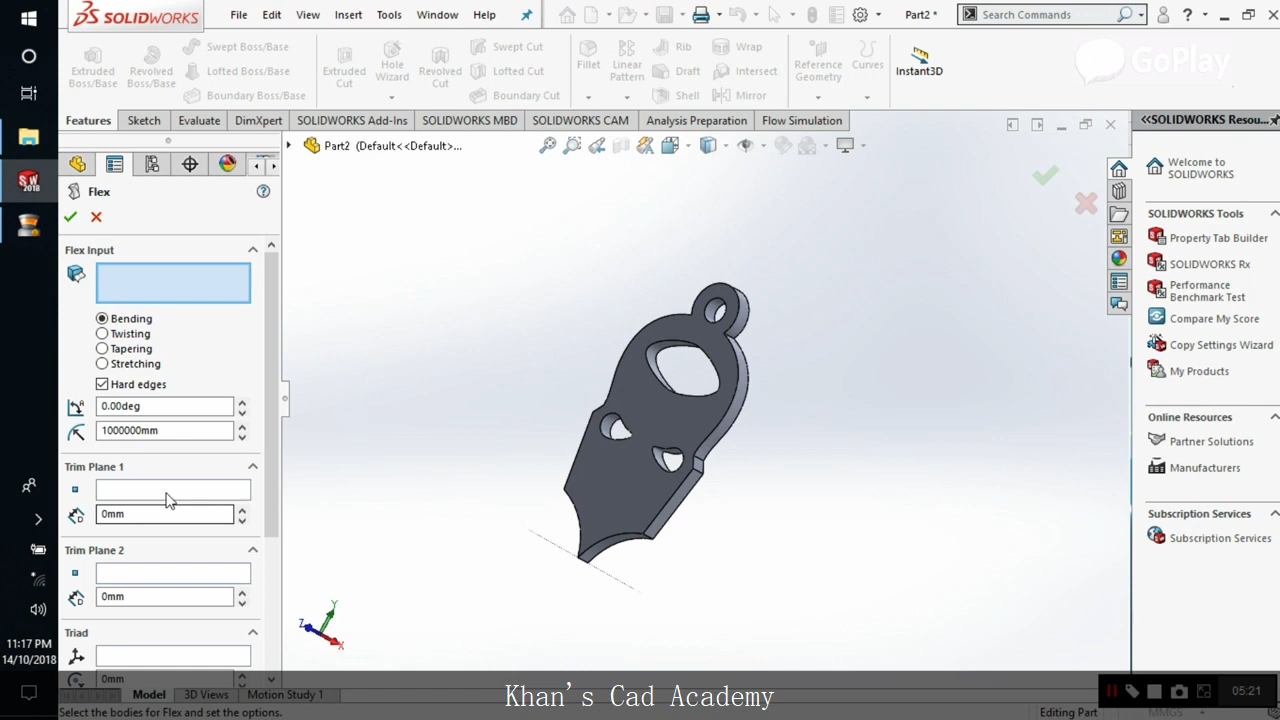 SOLIDWORKS
File Edit View Insert Tools Window Help
Part2 *
Search Commands
GoPlay
Extruded Boss/Base
Revolved Boss/Base
Swept Boss/Base
Lofted Boss/Base
Boundary Boss/Base
Extruded Cut
Hole Wizard
Revolved Cut
Swept Cut
Lofted Cut
Boundary Cut
Fillet
Linear Pattern
Rib
Draft
Shell
Wrap
Intersect
Mirror
Reference Geometry
Curves
Instant3D
Features Sketch Evaluate DimXpert SOLIDWORKS Add-Ins SOLIDWORKS MBD SOLIDWORKS CAM Analysis Preparation Flow Simulation
Part2 (Default<<Default>...
<<SOLIDWORKS Resou...
Flex
Flex Input
Bending
Twisting
Tapering
Stretching
Hard edges
0.00deg
1000000mm
Trim Plane 1
0mm
Trim Plane 2
0mm
Triad
0mm
Y
Z
X
Welcome to
SOLIDWORKS
SOLIDWORKS Tools
Property Tab Builder
SOLIDWORKS Rx
Performance
Benchmark Test
Compare My Score
Copy Settings Wizard
My Products
Online Resources
Partner Solutions
Manufacturers
Subscription Services
Subscription Services
SW
2018
11:17 PM
14/10/2018
Model 3D Views Motion Study 1
Khan's Cad Academy
05:21
Select the bodies for Flex and set the options.
Editing Part
MMGS